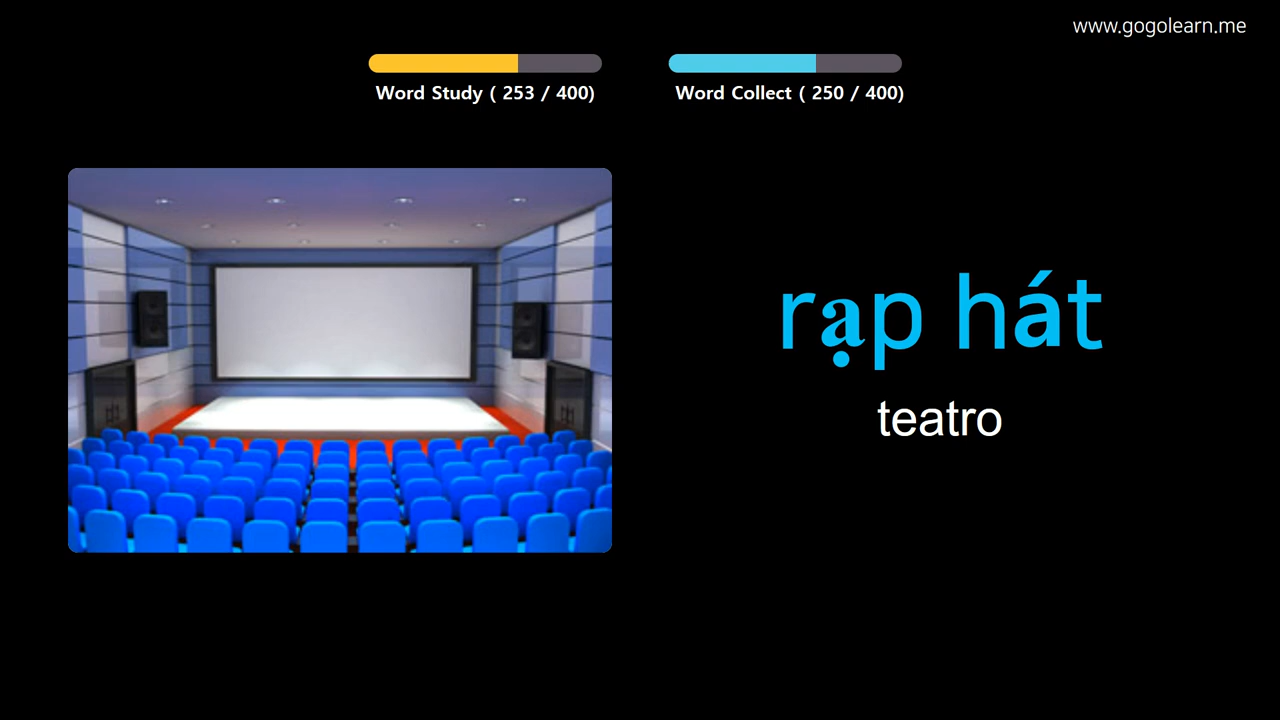 www.gogolearn.me
Word Study ( 253 / 400)
Word Collect ( 250 / 400)
rạp hát
teatro